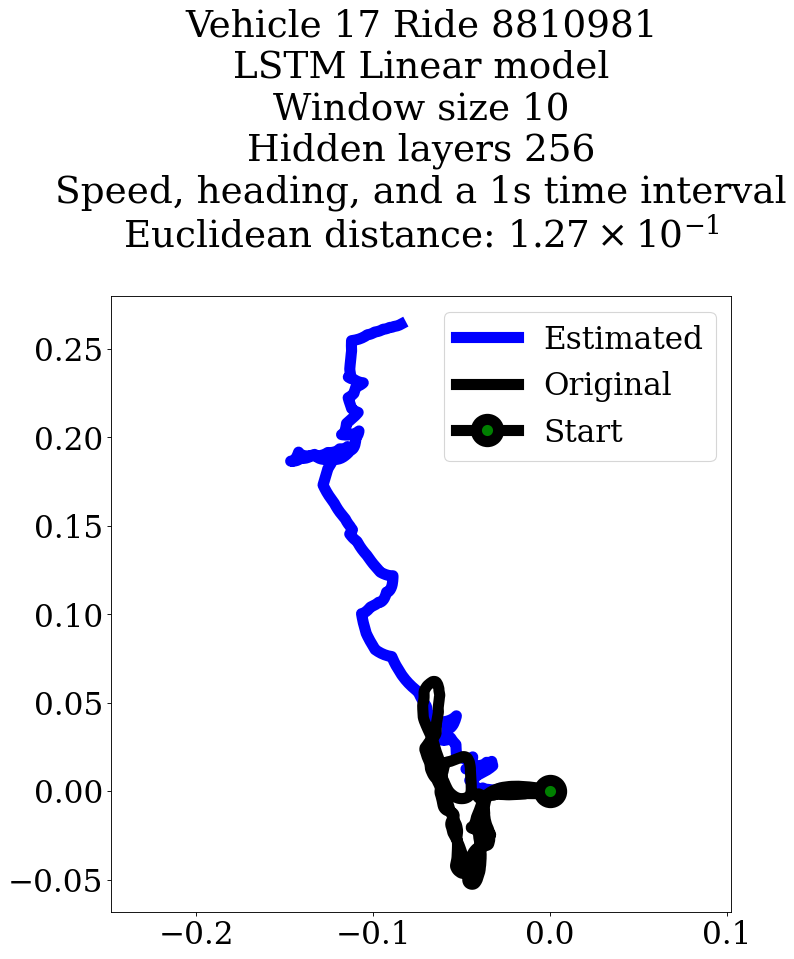 Vehicle 17 Ride 8810981
LSTM Linear model
Window size 10
Hidden layers 256
Speed, heading, and a 1s time interval
Euclidean distance: 1.27 × 10⁻¹
Estimated
Original
Start
0.25
0.20
0.15
0.10
0.05
0.00
−0.05
−0.2 −0.1 0.0 0.1